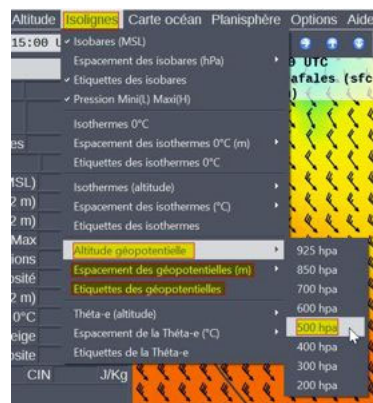 Altitude Isolignes Carte océan Planisphère Options Aide
15:00 U
✓ Isobares (MSL)
Espacement des isobares (hPa)
UTC
✓ Etiquettes des isobares
afales (sfc
✓ Pression Mini(L) Maxi(H)
Isothermes 0°C
Espacement des isothermes 0°C (m)
Etiquettes des isothermes 0°C
MSL)
Isothermes (altitude)
2 m)
Espacement des isothermes (°C)
2 m)
Etiquettes des isothermes
Max
Altitude géopotentielle
925 hpa
ions
Espacement des géopotentielles (m)
850 hpa
osité
Etiquettes des géopotentielles
700 hpa
2 m)
600 hpa
0°C
Théta-e (altitude)
500 hpa
eige
Espacement de la Théta-e (°C)
400 hpa
osite
Etiquettes de la Théta-e
300 hpa
CIN J/Kg
200 hpa